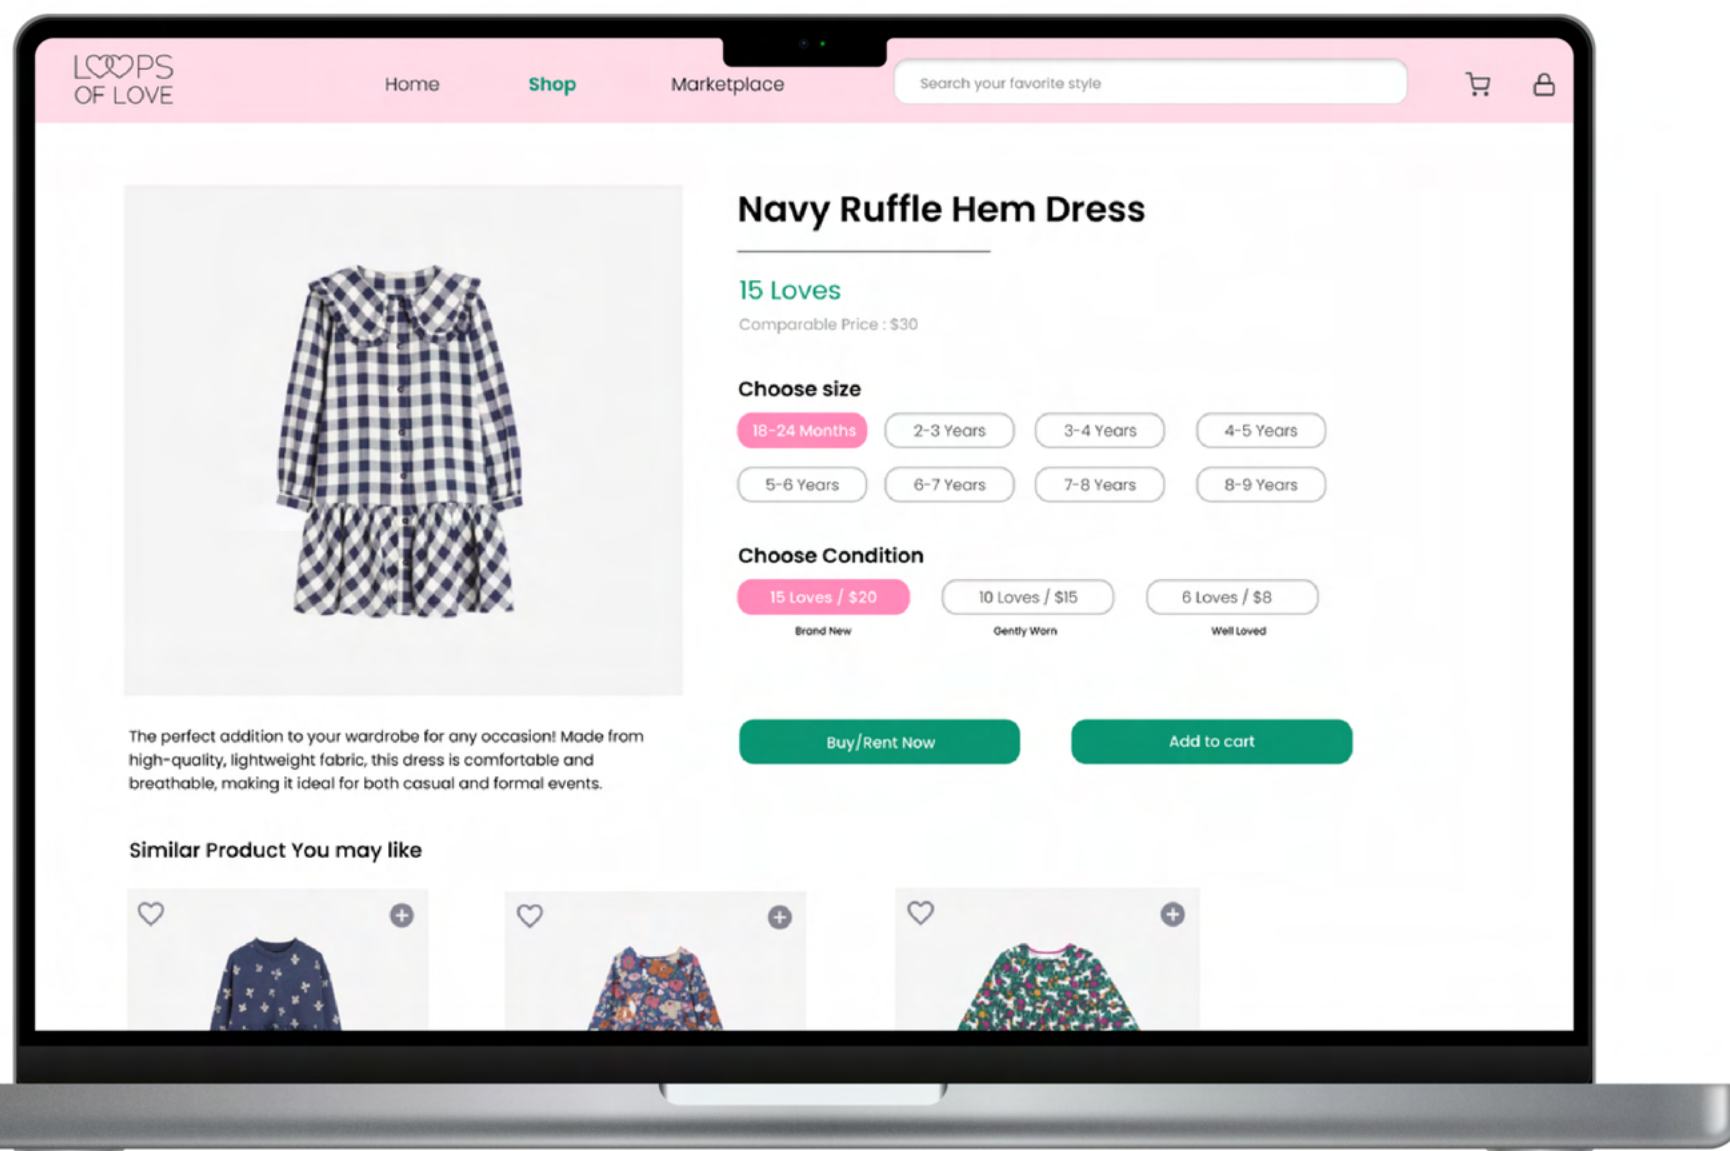 LOOPS
OF LOVE
Home
Shop
Marketplace
Search your favorite style
Navy Ruffle Hem Dress
15 Loves
Comparable Price : $30
Choose size
18-24 Months
2-3 Years
3-4 Years
4-5 Years
5-6 Years
6-7 Years
7-8 Years
8-9 Years
Choose Condition
15 Loves / $20
10 Loves / $15
6 Loves / $8
Brand New
Gently Worn
Well Loved
Buy/Rent Now
Add to cart
The perfect addition to your wardrobe for any occasion! Made from
high-quality, lightweight fabric, this dress is comfortable and
breathable, making it ideal for both casual and formal events.
Similar Product You may like